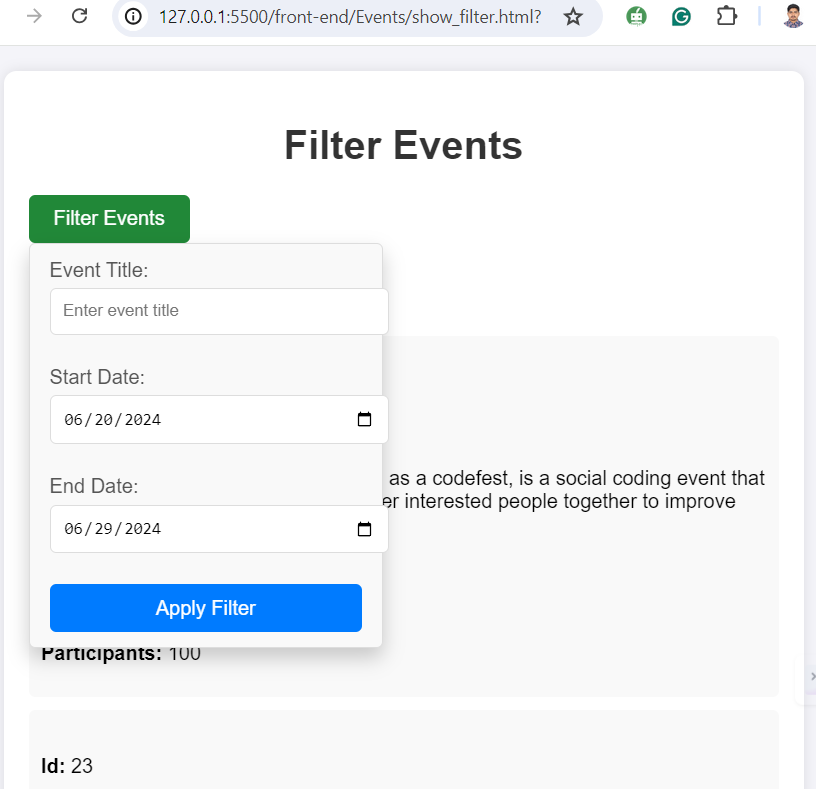 127.0.0.1:5500/front-end/Events/show_filter.html?
Filter Events
Filter Events
Event Title:
Enter event title
Start Date:
06/20/2024
as a codefest, is a social coding event that
End Date:
er interested people together to improve
06/29/2024
Apply Filter
Participants: 100
Id: 23